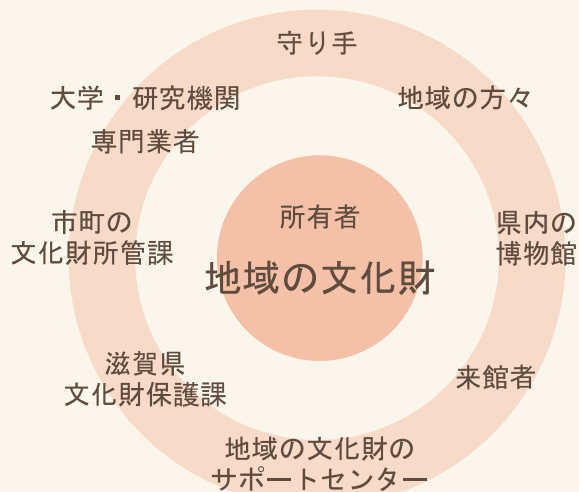 守り手
大学・研究機関
専門業者
地域の方々
所有者
地域の文化財
市町の
文化財所管課
県内の
博物館
滋賀県
文化財保護課
来館者
地域の文化財の
サポートセンター